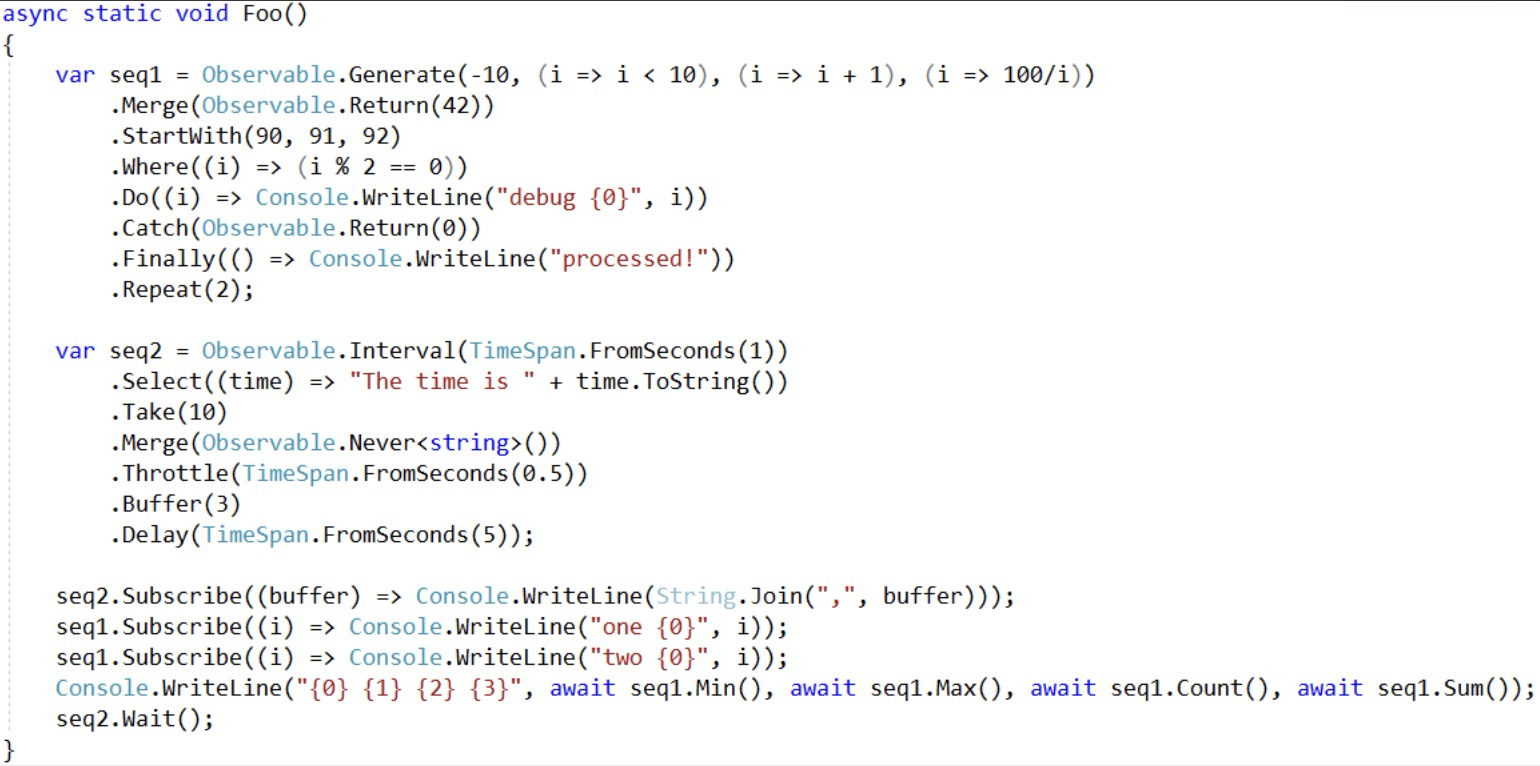 async static void Foo()
{
    var seq1 = Observable.Generate(-10, (i => i < 10), (i => i + 1), (i => 100/i))
        .Merge(Observable.Return(42))
        .StartWith(90, 91, 92)
        .Where((i) => (i % 2 == 0))
        .Do((i) => Console.WriteLine("debug {0}", i))
        .Catch(Observable.Return(0))
        .Finally(() => Console.WriteLine("processed!"))
        .Repeat(2);

    var seq2 = Observable.Interval(TimeSpan.FromSeconds(1))
        .Select((time) => "The time is " + time.ToString())
        .Take(10)
        .Merge(Observable.Never<string>())
        .Throttle(TimeSpan.FromSeconds(0.5))
        .Buffer(3)
        .Delay(TimeSpan.FromSeconds(5));

    seq2.Subscribe((buffer) => Console.WriteLine(String.Join(",", buffer)));
    seq1.Subscribe((i) => Console.WriteLine("one {0}", i));
    seq1.Subscribe((i) => Console.WriteLine("two {0}", i));
    Console.WriteLine("{0} {1} {2} {3}", await seq1.Min(), await seq1.Max(), await seq1.Count(), await seq1.Sum());
    seq2.Wait();
}